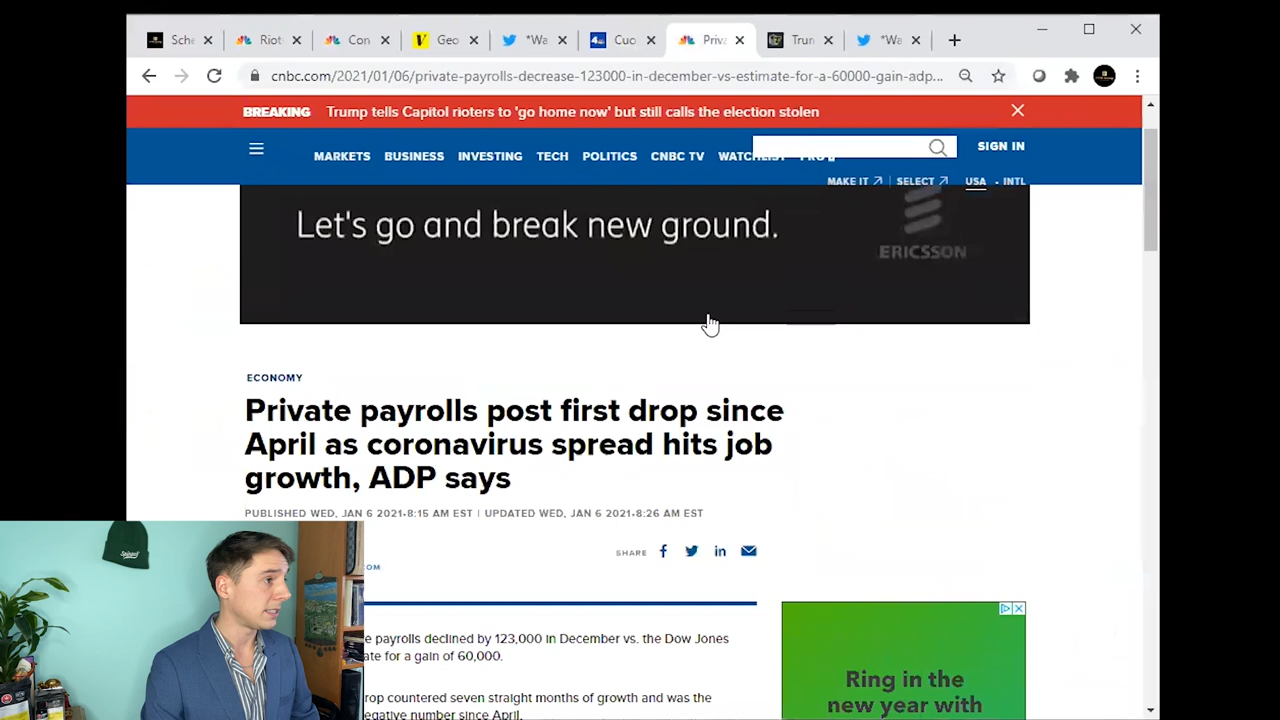 Sche
Riot
Con
Geo
*Wa
Cuo
Priva
Trun
*Wa
cnbc.com/2021/01/06/private-payrolls-decrease-123000-in-december-vs-estimate-for-a-60000-gain-adp...
BREAKING Trump tells Capitol rioters to 'go home now' but still calls the election stolen
MARKETS BUSINESS INVESTING TECH POLITICS CNBC TV WATCHLIST PRO
SIGN IN
MAKE IT SELECT USA INTL
Let's go and break new ground.
ERICSSON
ECONOMY
Private payrolls post first drop since
April as coronavirus spread hits job
growth, ADP says
PUBLISHED WED, JAN 6 2021•8:15 AM EST | UPDATED WED, JAN 6 2021•8:26 AM EST
SHARE
OM
payrolls declined by 123,000 in December vs. the Dow Jones
ate for a gain of 60,000.
rop countered seven straight months of growth and was the
egative number since April.
Ring in the
new year with